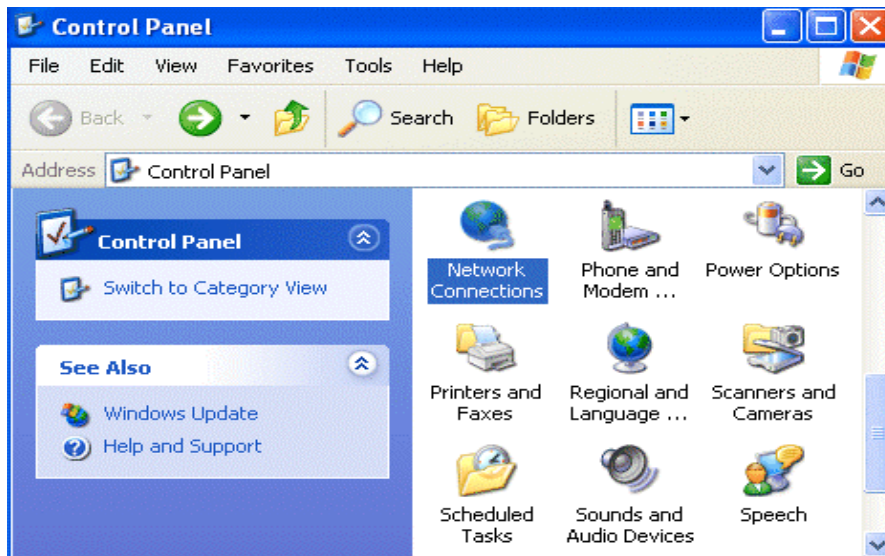 Control Panel
File Edit View Favorites Tools Help
Back Search Folders
Address Control Panel Go
Control Panel
Switch to Category View
See Also
Windows Update
Help and Support
Network
Connections
Phone and
Modem ...
Power Options
Printers and
Faxes
Regional and
Language ...
Scanners and
Cameras
Scheduled
Tasks
Sounds and
Audio Devices
Speech